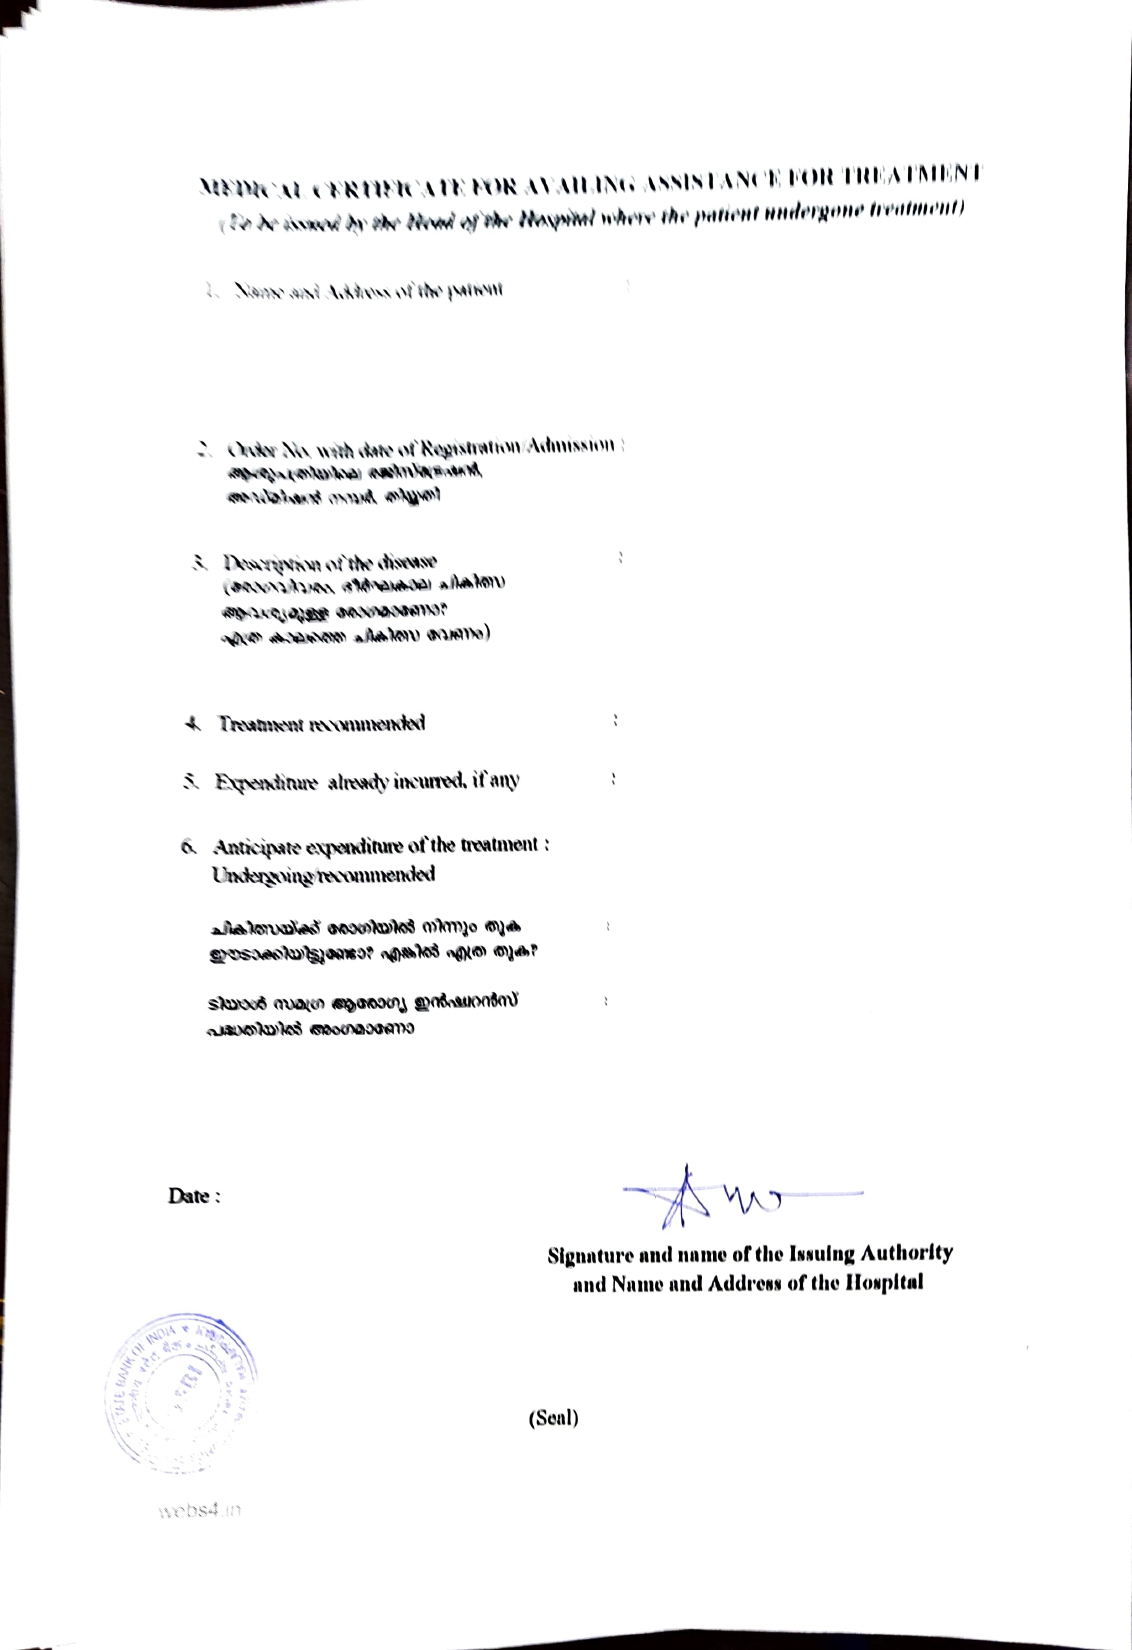 MEDICAL CERTIFICATE FOR AVAILING ASSISTANCE FOR TREATMENT
(To be issued by the Head of the Hospital where the patient undergone treatment)
1. Name and Address of the patient :
2. Order No. with date of Registration/Admission :
ആശുപത്രിയിലെ രജിസ്ട്രേഷൻ,
അഡ്മിഷൻ നമ്പർ, തിയ്യതി
3. Description of the disease :
(രോഗവിവരം, ദീർഘകാല ചികിത്സ
ആവശ്യമുള്ള രോഗമാണോ?
എത്ര കാലത്തെ ചികിത്സ വേണം)
4. Treatment recommended :
5. Expenditure already incurred, if any :
6. Anticipate expenditure of the treatment :
Undergoing/recommended
ചികിത്സയ്ക്ക് രോഗിയിൽ നിന്നും തുക :
ഈടാക്കിയിട്ടുണ്ടോ? എങ്കിൽ എത്ര തുക?
ടിയാൾ സമഗ്ര ആരോഗ്യ ഇൻഷുറൻസ് :
പദ്ധതിയിൽ അംഗമാണോ
Date :
Signature and name of the Issuing Authority
and Name and Address of the Hospital
STATE BANK OF INDIA
SBI
(Seal)
webs4.in